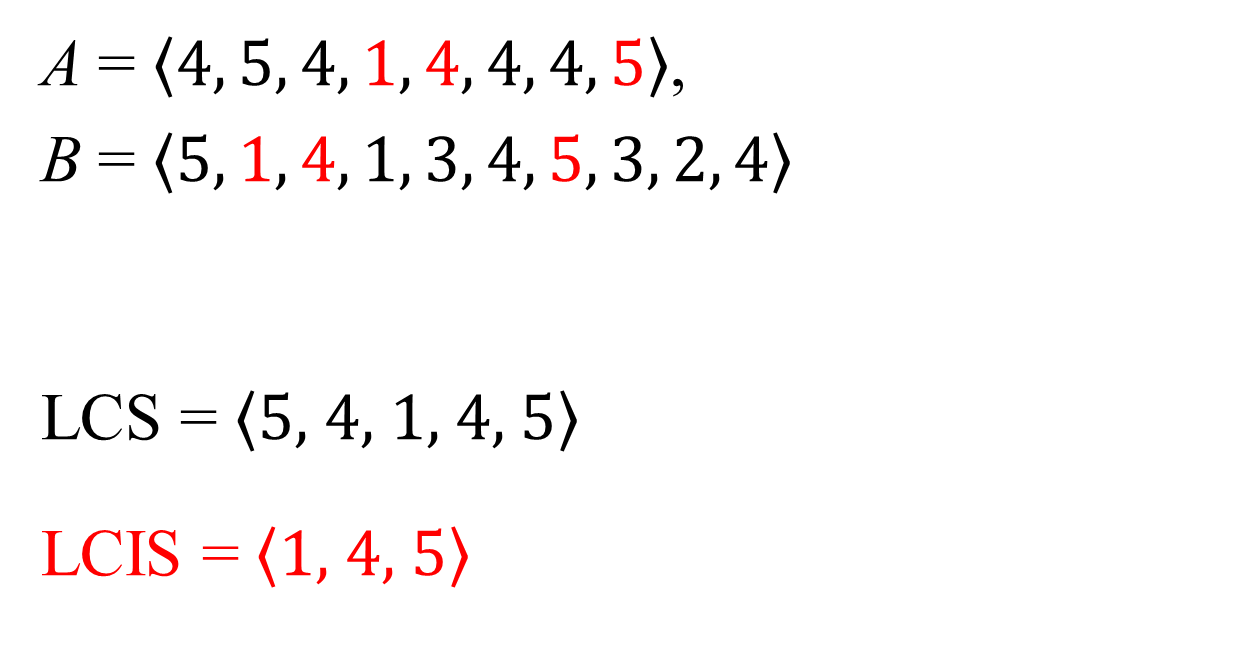 A = ⟨4, 5, 4, 1, 4, 4, 4, 5⟩,
B = ⟨5, 1, 4, 1, 3, 4, 5, 3, 2, 4⟩
LCS = ⟨5, 4, 1, 4, 5⟩
LCIS = ⟨1, 4, 5⟩